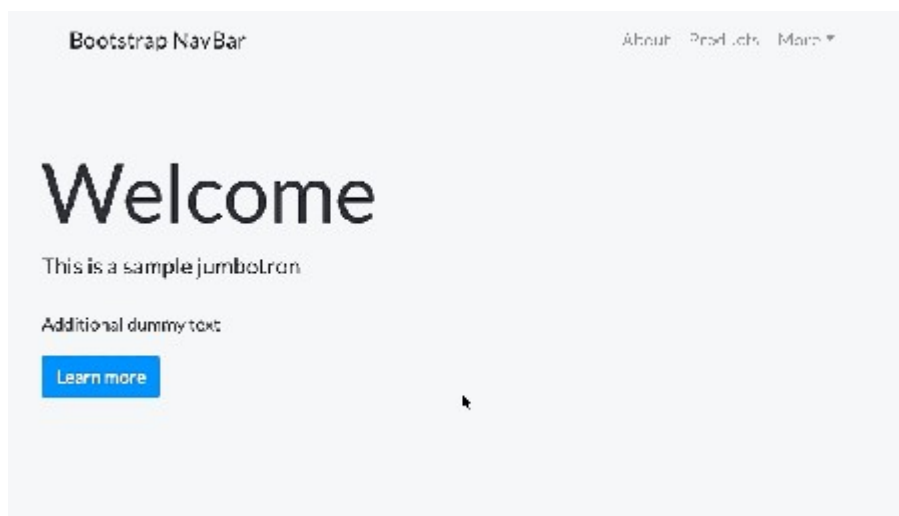 Bootstrap NavBar
About Products More
Welcome
This is a sample jumbotron
Additional dummy text
Learn more